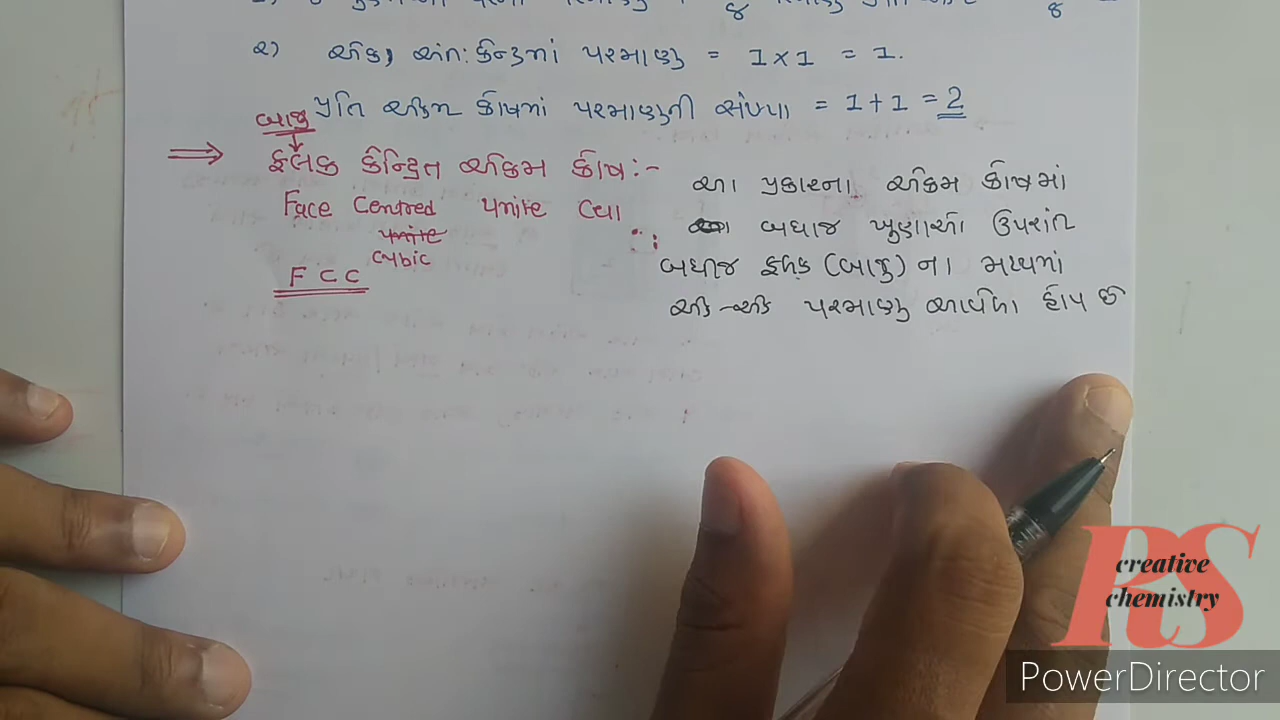 ૨) એક, અંતઃકેન્દ્રમાં પરમાણુ = 1 x 1 = 1.
પ્રતિ એકમ કોષમાં પરમાણુની સંખ્યા = 1 + 1 = 2
બાજુ
⇒ ફલક કેન્દ્રિત એકમ કોષ :-
Face Centred unite Cell
unite
cubic
FCC
આ પ્રકારના એકમ કોષમાં
બધાજ ખુણાઓ ઉપરાંત
બધાજ ફલક (બાજુ) ના મધ્યમાં
એક-એક પરમાણુ આવેલા હોય છે
creative
chemistry
RS
PowerDirector